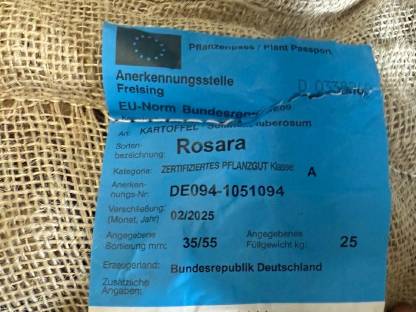 Pflanzenpass / Plant Passport
Anerkennungsstelle
Freising
EU-Norm
Art: KARTOFFEL
Sorten-
bezeichnung: Rosara
Kategorie: ZERTIFIZIERTES PFLANZGUT Klasse: A
Anerken-
nungs-Nr: DE094-1051094
Verschließung:
(Monat, Jahr) 02/2025
Angegebene
Sortierung mm: 35/55
Angegebenes
Füllgewicht kg: 25
Erzeugerland: Bundesrepublik Deutschland
Zusätzliche
Angaben: